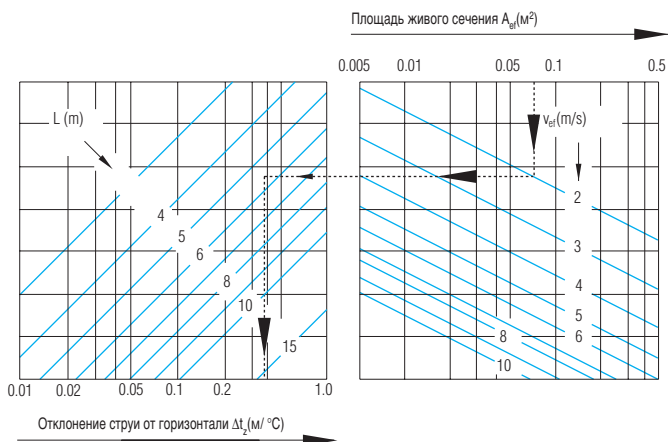 Площадь живого сечения A_ef(м²)
0.005 0.01 0.05 0.1 0.5
L (m)
v_ef(m/s)
4
5
6
8
10
15
2
3
4
5
6
8
10
0.01 0.02 0.05 0.1 0.2 1.0
Отклонение струи от горизонтали Δt_z(м/ °C)